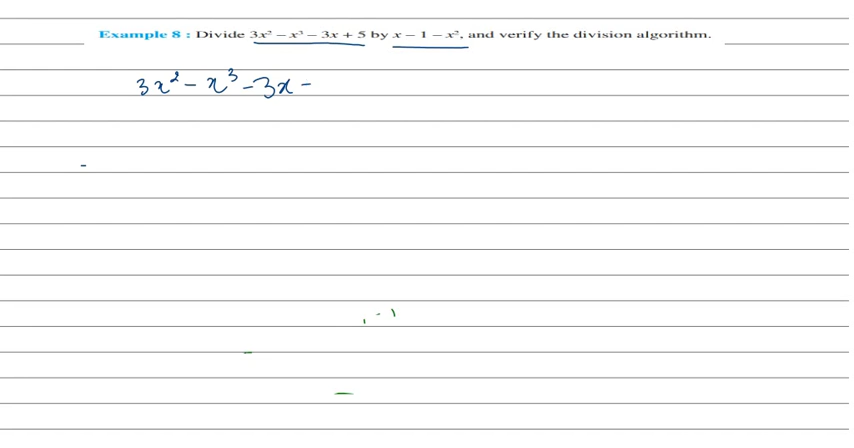 Example 8 : Divide 3x² – x³ – 3x + 5 by x – 1 – x², and verify the division algorithm.
3x² – x³ – 3x –